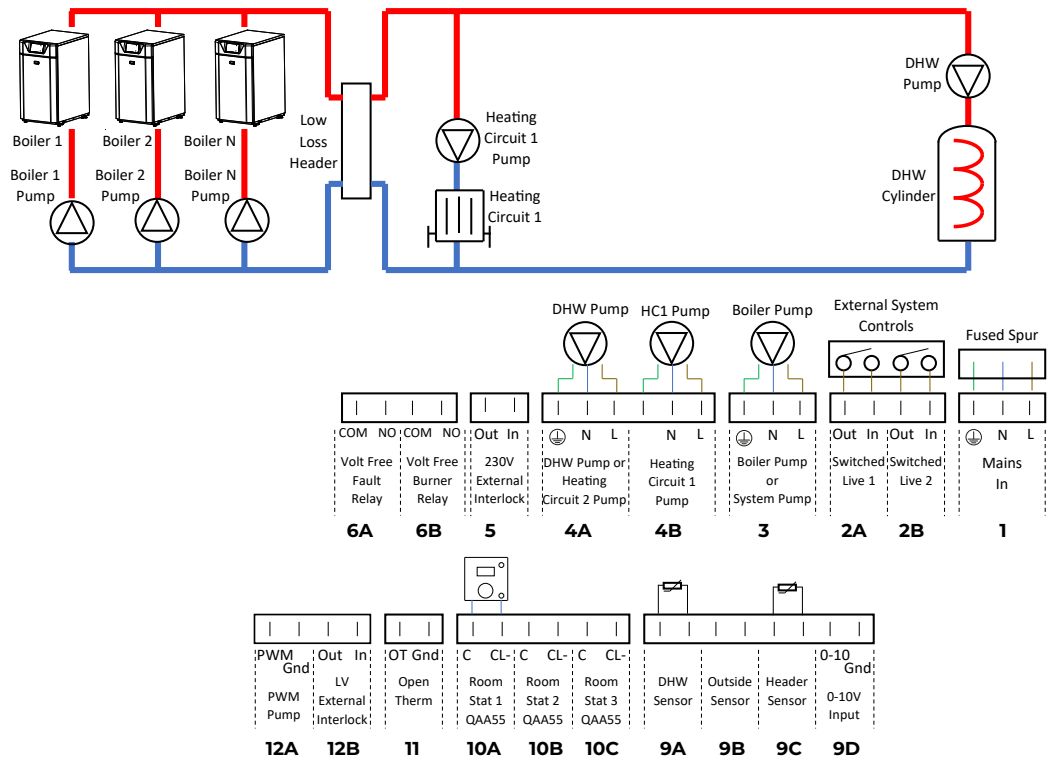 Boiler 1
Boiler 2
Boiler N
Boiler 1
Pump
Boiler 2
Pump
Boiler N
Pump
Low
Loss
Header
Heating
Circuit 1
Pump
Heating
Circuit 1
DHW
Pump
DHW
Cylinder
DHW Pump
HC1 Pump
Boiler Pump
External System
Controls
Fused Spur
COM NO COM NO
Volt Free
Fault
Relay
Volt Free
Burner
Relay
Out In
230V
External
Interlock
N L
DHW Pump or
Heating
Circuit 2 Pump
N L
Heating
Circuit 1
Pump
N L
Boiler Pump
or
System Pump
Out In Out In
Switched
Live 1
Switched
Live 2
N L
Mains
In
6A 6B 5 4A 4B 3 2A 2B 1
PWM
Gnd
PWM
Pump
Out In
LV
External
Interlock
OT Gnd
Open
Therm
C CL- C CL- C CL-
Room
Stat 1
QAA55
Room
Stat 2
QAA55
Room
Stat 3
QAA55
DHW
Sensor
Outside
Sensor
Header
Sensor
0-10
Gnd
0-10V
Input
12A 12B 11 10A 10B 10C 9A 9B 9C 9D